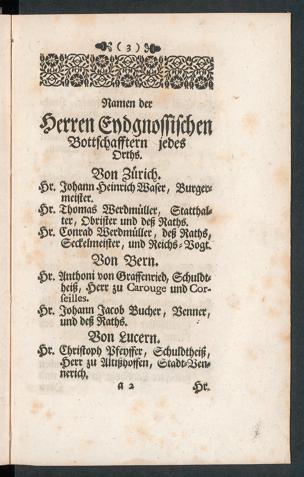 ( 3 )
Namen der
Herren Eydgnossischen
Bottschafftern jedes
Orths.
Von Zürich.
Hr. Johann Heinrich Waser, Burger-
meister.
Hr. Thomas Werdmüller, Statthal-
ter, Obrister und deß Raths.
Hr. Conrad Werdmüller, deß Raths,
Seckelmeister, und Reichs-Vogt.
Von Bern.
Hr. Anthoni von Graffenried, Schuldt-
heiß, Herr zu Carouge und Cor-
seilles.
Hr. Johann Jacob Bucher, Venner,
und deß Raths.
Von Lucern.
Hr. Christoph Pfeyffer, Schuldtheiß,
Herr zu Altißhoffen, Stadt-Ven-
nerich.
a 2
Hr.